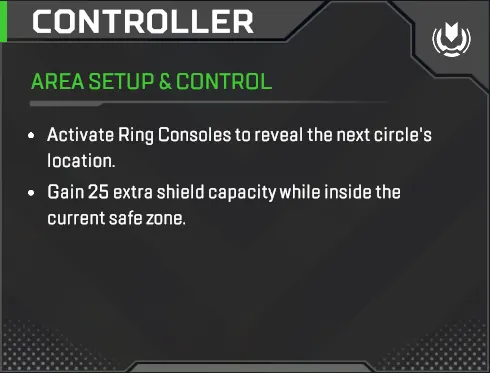 CONTROLLER
AREA SETUP & CONTROL
• Activate Ring Consoles to reveal the next circle's
location.
• Gain 25 extra shield capacity while inside the
current safe zone.